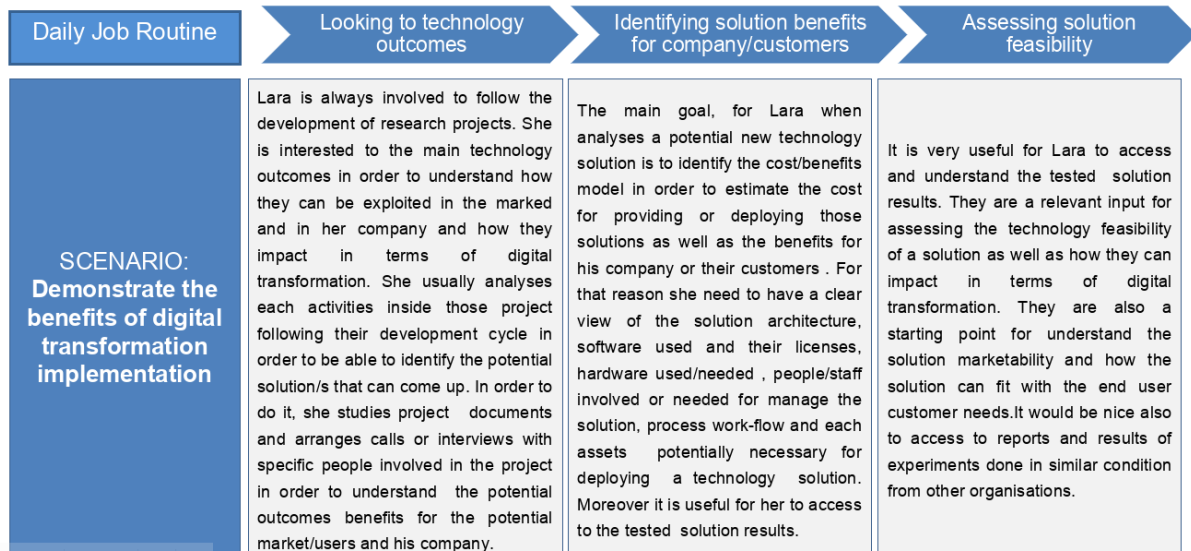 Daily Job Routine
Looking to technology
outcomes
Identifying solution benefits
for company/customers
Assessing solution
feasibility
SCENARIO:
Demonstrate the
benefits of digital
transformation
implementation
Lara is always involved to follow the
development of research projects. She
is interested to the main technology
outcomes in order to understand how
they can be exploited in the marked
and in her company and how they
impact in terms of digital
transformation. She usually analyses
each activities inside those project
following their development cycle in
order to be able to identify the potential
solution/s that can come up. In order to
do it, she studies project documents
and arranges calls or interviews with
specific people involved in the project
in order to understand the potential
outcomes benefits for the potential
market/users and his company.
The main goal, for Lara when
analyses a potential new technology
solution is to identify the cost/benefits
model in order to estimate the cost
for providing or deploying those
solutions as well as the benefits for
his company or their customers . For
that reason she need to have a clear
view of the solution architecture,
software used and their licenses,
hardware used/needed , people/staff
involved or needed for manage the
solution, process work-flow and each
assets potentially necessary for
deploying a technology solution.
Moreover it is useful for her to access
to the tested solution results.
It is very useful for Lara to access
and understand the tested solution
results. They are a relevant input for
assessing the technology feasibility
of a solution as well as how they can
impact in terms of digital
transformation. They are also a
starting point for understand the
solution marketability and how the
solution can fit with the end user
customer needs.It would be nice also
to access to reports and results of
experiments done in similar condition
from other organisations.